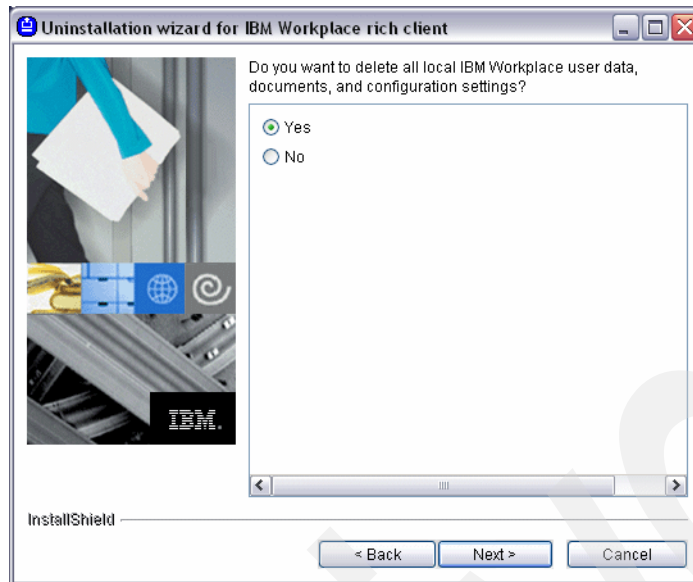 Uninstallation wizard for IBM Workplace rich client
Do you want to delete all local IBM Workplace user data,
documents, and configuration settings?
Yes
No
IBM.
InstallShield
< Back Next > Cancel